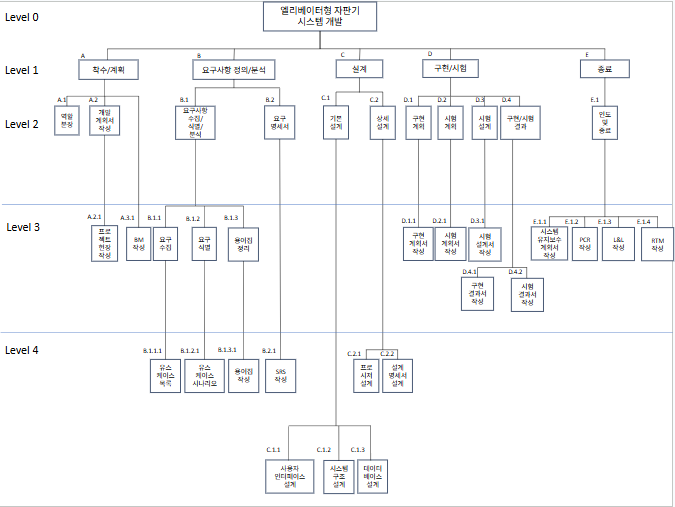 Level 0
엘리베이터형 자판기
시스템 개발
Level 1
A
착수/계획
B
요구사항 정의/분석
C
설계
D
구현/시험
E
종료
Level 2
A.1
역할
분장
A.2
개발
계획서
작성
B.1
요구사항
수집/
식별/
분석
B.2
요구
명세서
C.1
기본
설계
C.2
상세
설계
D.1
구현
계획
D.2
시험
계획
D.3
시험
설계
D.4
구현/시험
결과
E.1
인도
및
종료
Level 3
A.2.1
프로
젝트
헌장
작성
A.3.1
BM
작성
B.1.1
요구
수집
B.1.2
요구
식별
B.1.3
용어집
정리
D.1.1
구현
계획서
작성
D.2.1
시험
계획서
작성
D.3.1
시험
설계서
작성
D.4.1
구현
결과서
작성
D.4.2
시험
결과서
작성
E.1.1
시스템
유지보수
계획서
작성
E.1.2
PCR
작성
E.1.3
L&L
작성
E.1.4
RTM
작성
Level 4
B.1.1.1
유스
케이스
목록
B.1.2.1
유스
케이스
시나리오
B.1.3.1
용어집
작성
B.2.1
SRS
작성
C.2.1
프로
시저
설계
C.2.2
설계
명세서
설계
C.1.1
사용자
인터페이스
설계
C.1.2
시스템
구조
설계
C.1.3
데이터
베이스
설계